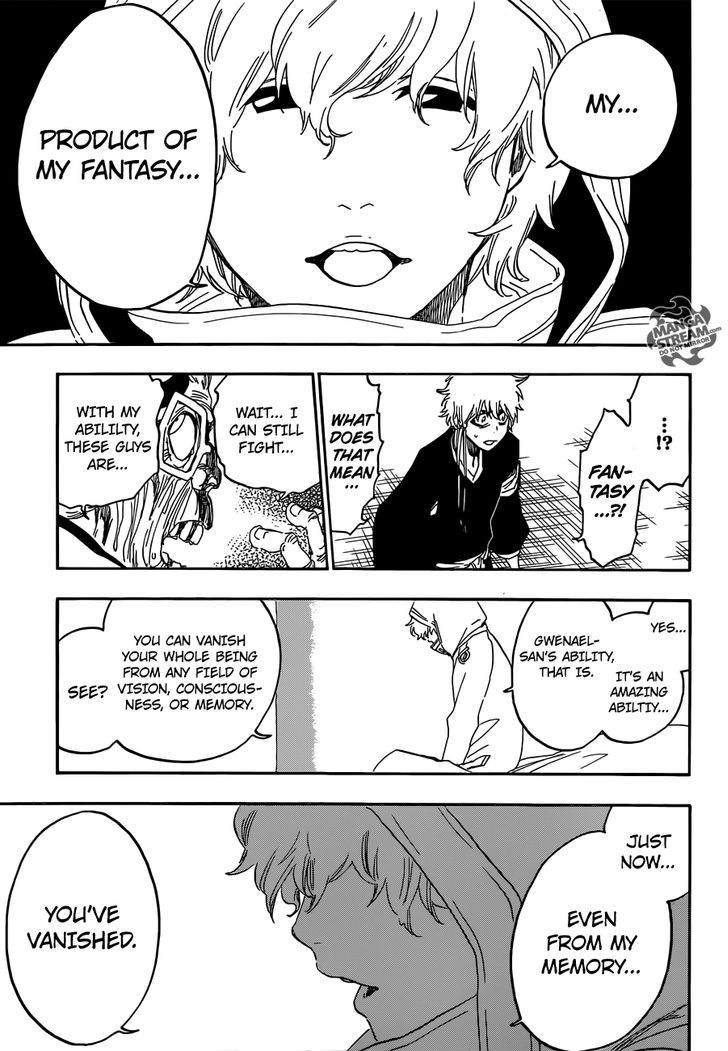 MY...
PRODUCT OF
MY FANTASY...
MANGA
STREAM.com
DO NOT MIRROR
...!?
FAN-
TASY
...?!
WHAT
DOES
THAT
MEAN
...
WAIT... I
CAN STILL
FIGHT...
WITH MY
ABILILTY,
THESE GUYS
ARE...
YES...
IT'S AN
AMAZING
ABILTIY...
GWENAEL-
SAN'S ABILITY,
THAT IS.
YOU CAN VANISH
YOUR WHOLE BEING
FROM ANY FIELD OF
VISION, CONSCIOUS-
NESS, OR MEMORY.
SEE?
JUST
NOW...
EVEN
FROM MY
MEMORY...
YOU'VE
VANISHED.